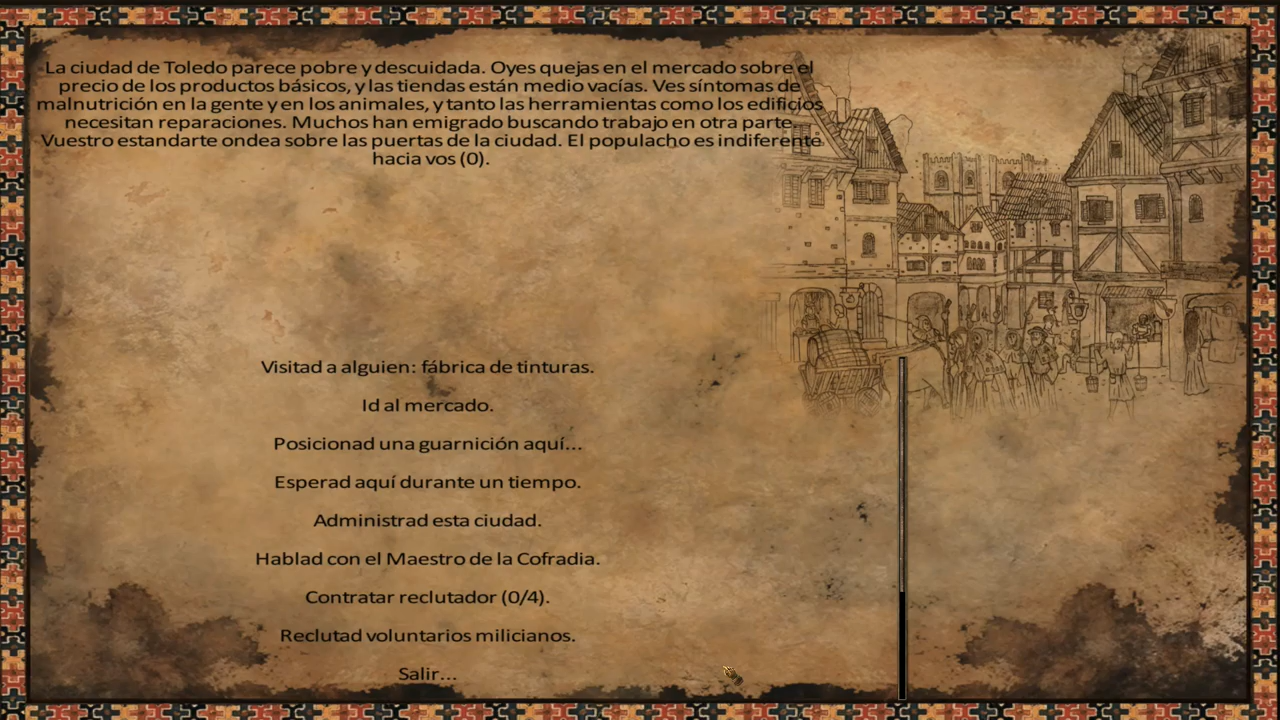 La ciudad de Toledo parece pobre y descuidada. Oyes quejas en el mercado sobre el
precio de los productos básicos, y las tiendas están medio vacías. Ves síntomas de
malnutrición en la gente y en los animales, y tanto las herramientas como los edificios
necesitan reparaciones. Muchos han emigrado buscando trabajo en otra parte.
Vuestro estandarte ondea sobre las puertas de la ciudad. El populacho es indiferente
hacia vos (0).
Visitad a alguien: fábrica de tinturas.
Id al mercado.
Posicionad una guarnición aquí...
Esperad aquí durante un tiempo.
Administrad esta ciudad.
Hablad con el Maestro de la Cofradia.
Contratar reclutador (0/4).
Reclutad voluntarios milicianos.
Salir...